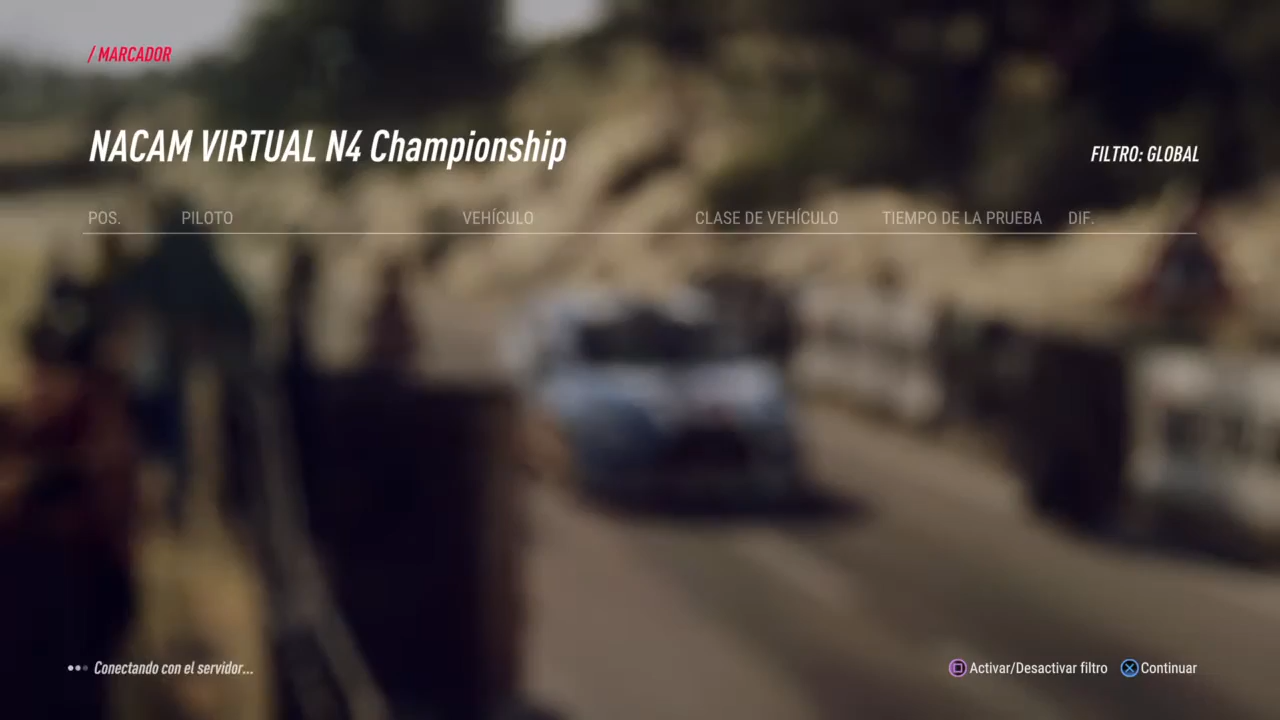 / MARCADOR
NACAM VIRTUAL N4 Championship
FILTRO: GLOBAL
POS. PILOTO VEHÍCULO CLASE DE VEHÍCULO TIEMPO DE LA PRUEBA DIF.
Conectando con el servidor...
Activar/Desactivar filtro Continuar